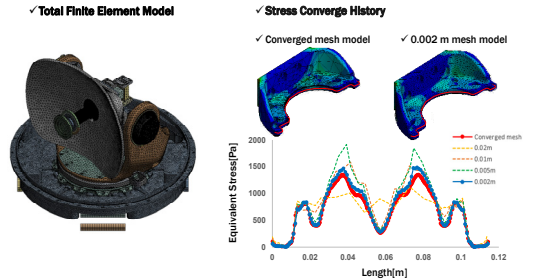 ✓Total Finite Element Model
✓Stress Converge History
✓ Converged mesh model
✓ 0.002 m mesh model
Equivalent Stress[Pa]
2000
1500
1000
500
0
0
0.02
0.04
0.06
0.08
0.1
0.12
Length[m]
Converged mesh
0.02m
0.01m
0.005m
0.002m